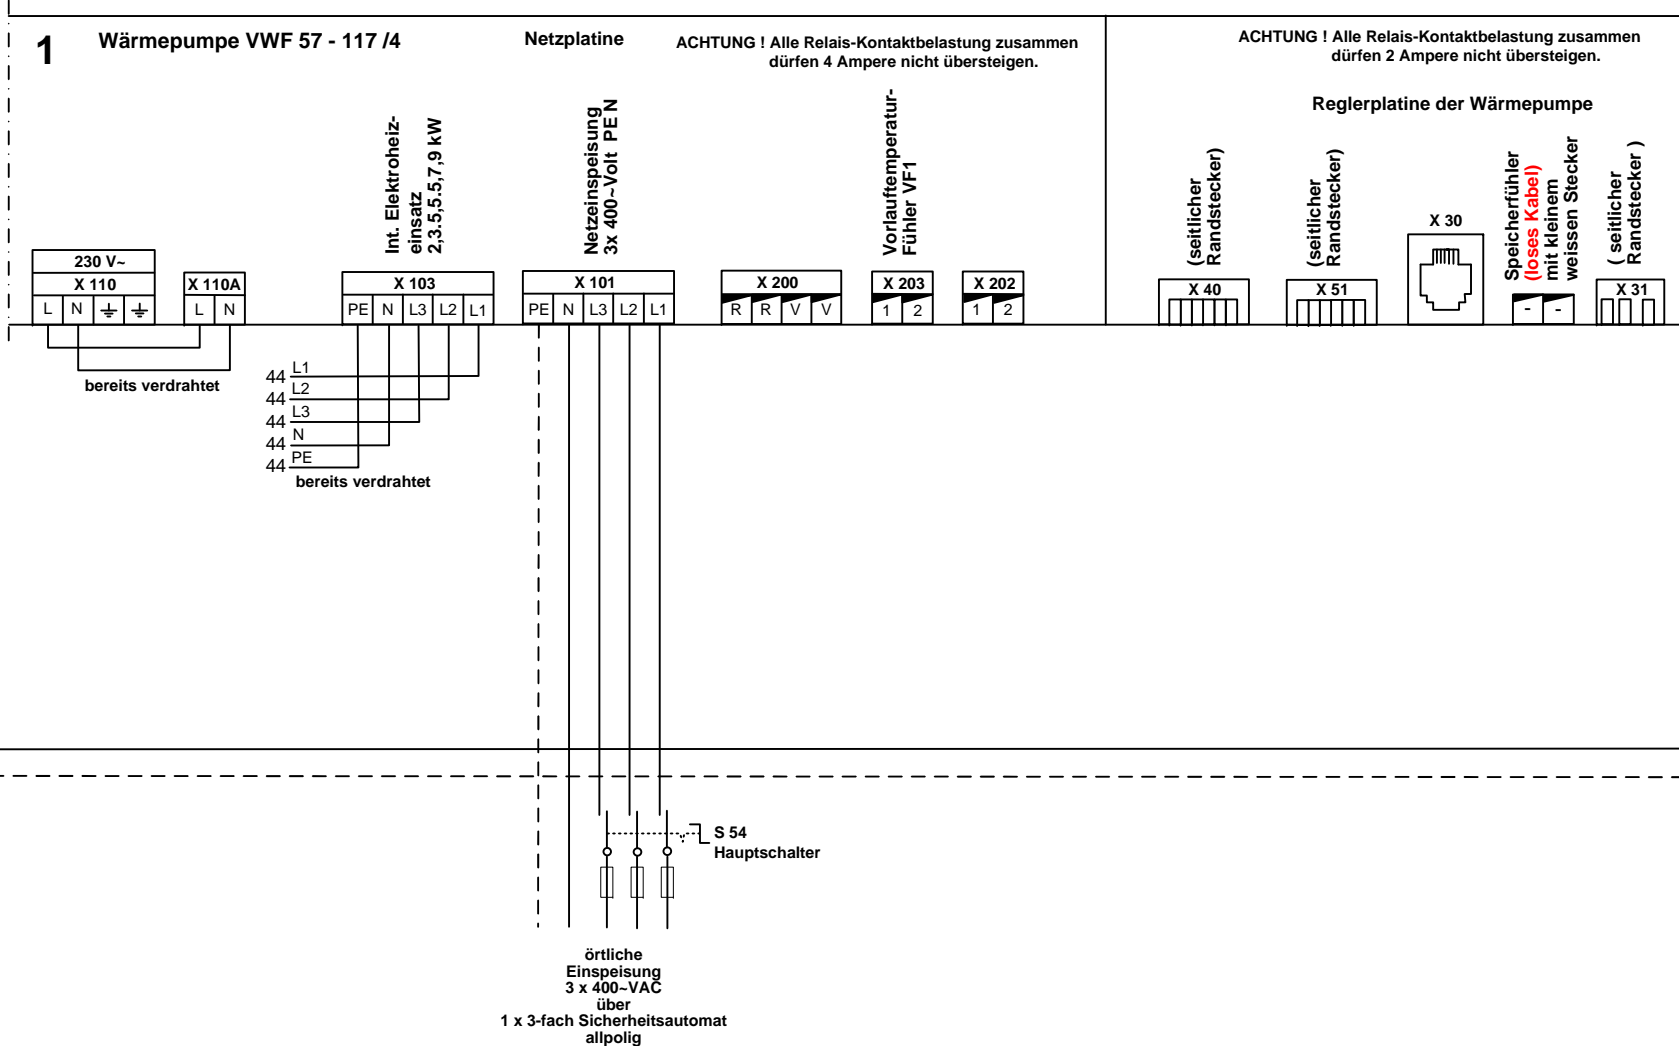 1
Wärmepumpe VWF 57 - 117 /4
Netzplatine
ACHTUNG ! Alle Relais-Kontaktbelastung zusammen
dürfen 4 Ampere nicht übersteigen.
ACHTUNG ! Alle Relais-Kontaktbelastung zusammen
dürfen 2 Ampere nicht übersteigen.
Reglerplatine der Wärmepumpe
Int. Elektroheiz-
einsatz
2,3.5,5.5,7,9 kW
Netzeinspeisung
3x 400~Volt PE N
Vorlauftemperatur-
Fühler VF1
(seitlicher
Randstecker)
(seitlicher
Randstecker)
X 30
Speicherfühler
(loses Kabel)
mit kleinem
weissen Stecker
( seitlicher
Randstecker )
230 V~
X 110
L N
X 110A
L N
X 103
PE N L3 L2 L1
X 101
PE N L3 L2 L1
X 200
R R V V
X 203
1 2
X 202
1 2
X 40
X 51
- -
X 31
bereits verdrahtet
44 L1
44 L2
44 L3
44 N
44 PE
bereits verdrahtet
S 54
Hauptschalter
örtliche
Einspeisung
3 x 400~VAC
über
1 x 3-fach Sicherheitsautomat
allpolig